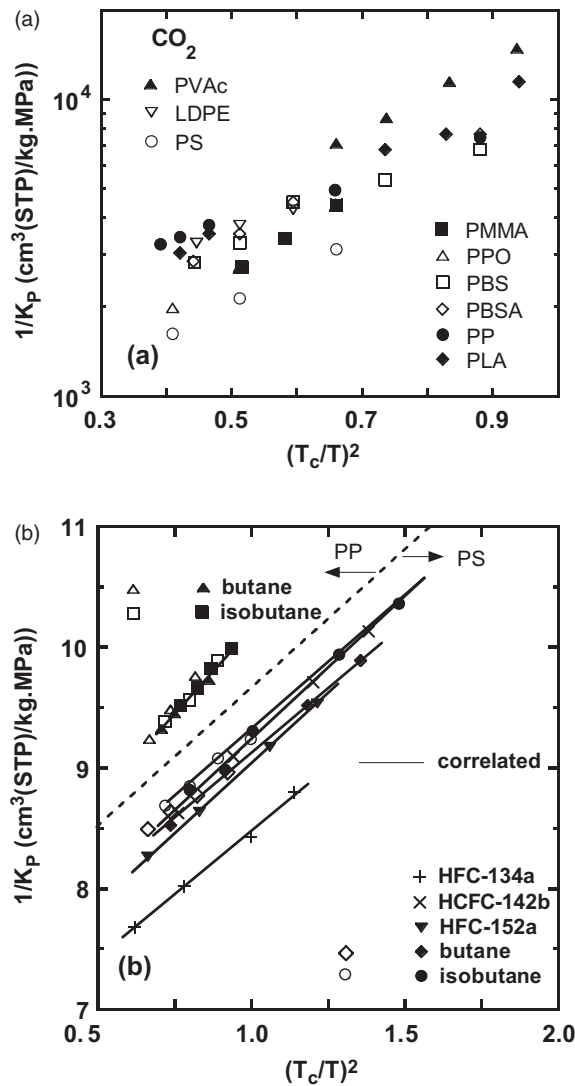 (a)
CO2
PVAc
LDPE
PS
PMMA
PPO
PBS
PBSA
PP
PLA
(a)
10^4
10^3
1/K_P (cm^3(STP)/kg.MPa))
0.3 0.5 0.7 0.9
(T_c/T)^2
(b)
11
10
9
8
7
1/K_P (cm^3(STP)/kg.MPa))
PP PS
butane
isobutane
correlated
HFC-134a
HCFC-142b
HFC-152a
butane
isobutane
(b)
0.5 1.0 1.5 2.0
(T_c/T)^2